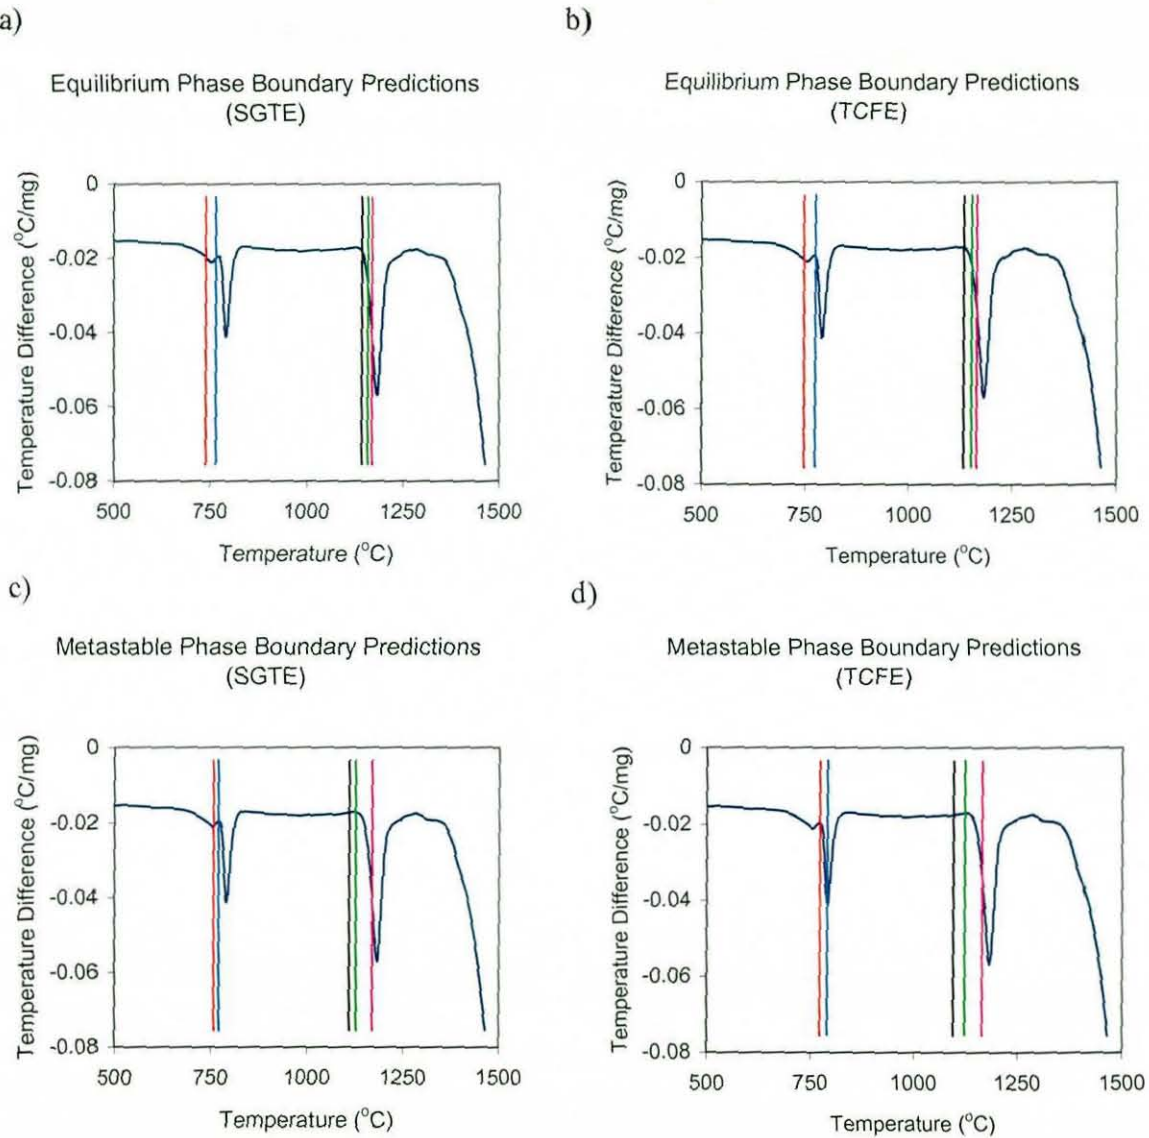 a)
Equilibrium Phase Boundary Predictions
(SGTE)
Temperature Difference (°C/mg)
0
-0.02
-0.04
-0.06
-0.08
500 750 1000 1250 1500
Temperature (°C)
b)
Equilibrium Phase Boundary Predictions
(TCFE)
Temperature Difference (°C/mg)
0
-0.02
-0.04
-0.06
-0.08
500 750 1000 1250 1500
Temperature (°C)
c)
Metastable Phase Boundary Predictions
(SGTE)
Temperature Difference (°C/mg)
0
-0.02
-0.04
-0.06
-0.08
500 750 1000 1250 1500
Temperature (°C)
d)
Metastable Phase Boundary Predictions
(TCFE)
Temperature Difference (°C/mg)
0
-0.02
-0.04
-0.06
-0.08
500 750 1000 1250 1500
Temperature (°C)